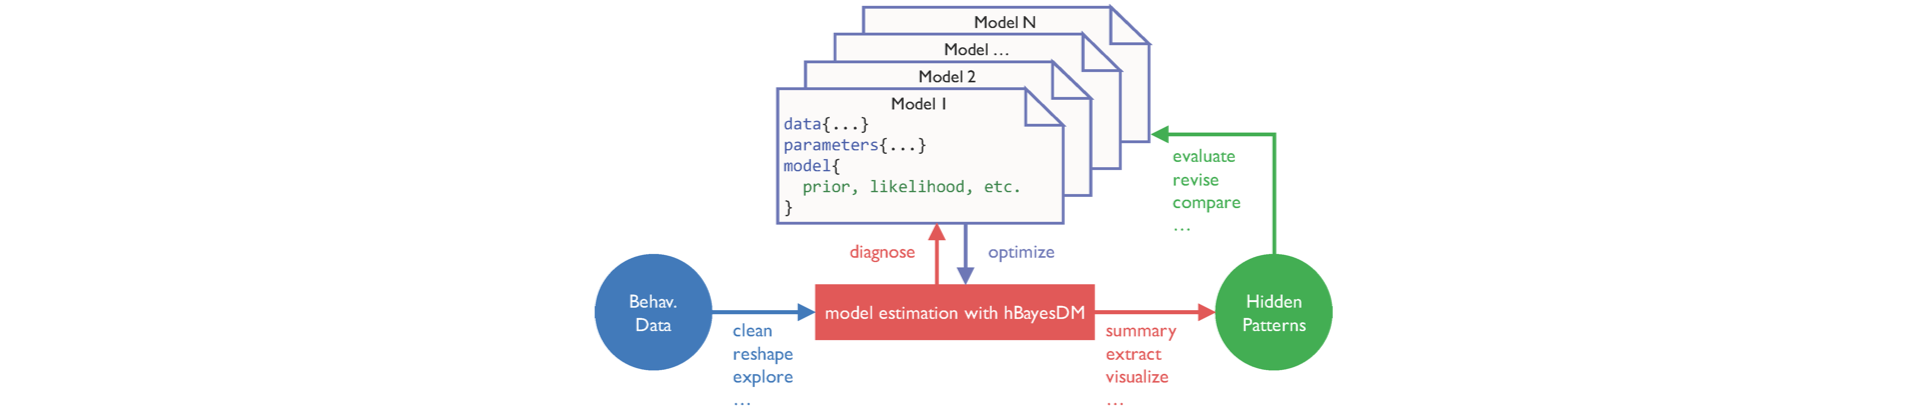 Model N
Model ...
Model 2
Model 1
data{...}
parameters{...}
model{
prior, likelihood, etc.
}
evaluate
revise
compare
...
diagnose
optimize
Behav.
Data
clean
reshape
explore
...
model estimation with hBayesDM
summary
extract
visualize
...
Hidden
Patterns